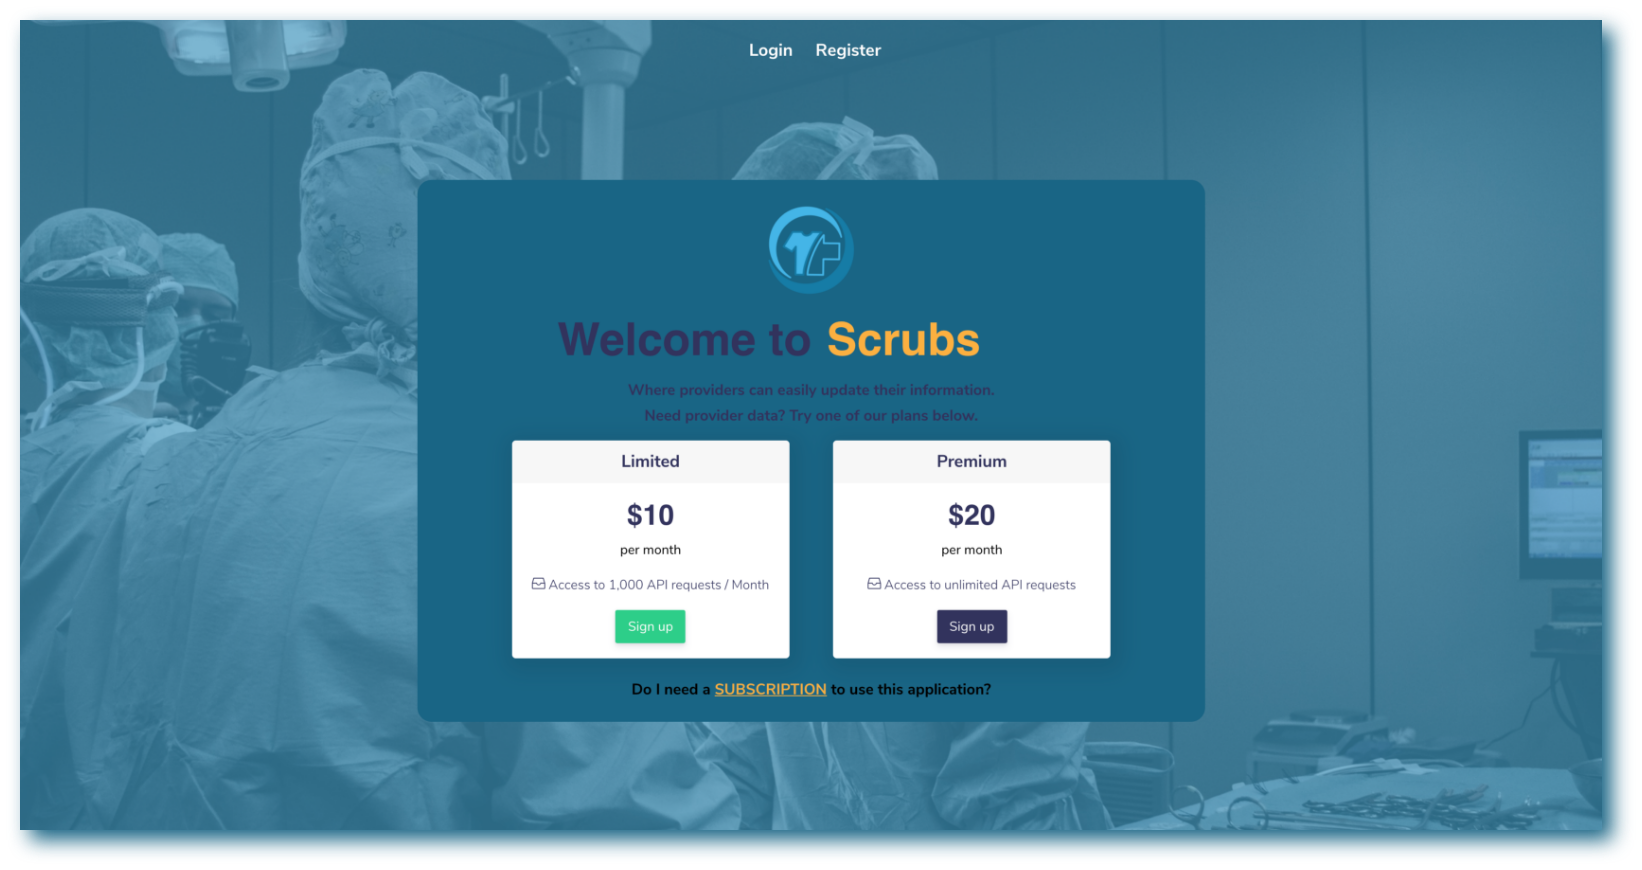 Login Register
Welcome to Scrubs
Where providers can easily update their information.
Need provider data? Try one of our plans below.
Limited
$10
per month
Access to 1,000 API requests / Month
Sign up
Premium
$20
per month
Access to unlimited API requests
Sign up
Do I need a SUBSCRIPTION to use this application?